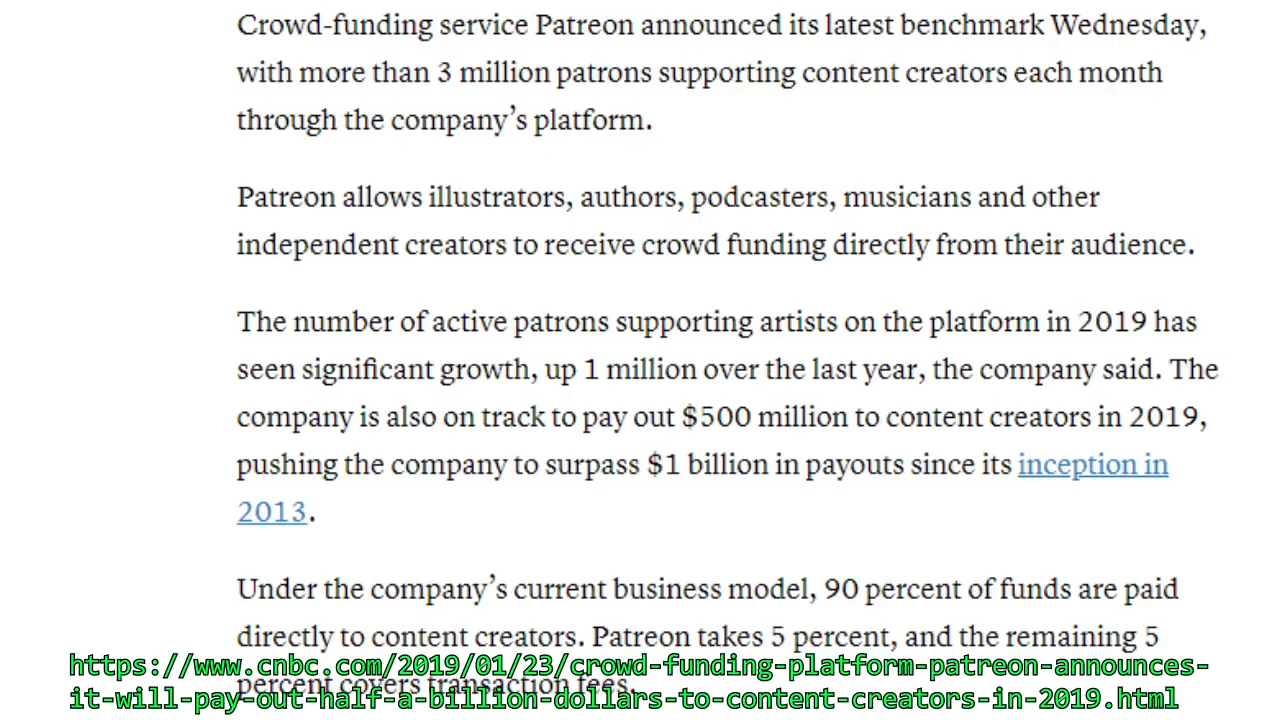 Crowd-funding service Patreon announced its latest benchmark Wednesday,
with more than 3 million patrons supporting content creators each month
through the company’s platform.
Patreon allows illustrators, authors, podcasters, musicians and other
independent creators to receive crowd funding directly from their audience.
The number of active patrons supporting artists on the platform in 2019 has
seen significant growth, up 1 million over the last year, the company said. The
company is also on track to pay out $500 million to content creators in 2019,
pushing the company to surpass $1 billion in payouts since its inception in
2013.
Under the company’s current business model, 90 percent of funds are paid
directly to content creators. Patreon takes 5 percent, and the remaining 5
percent covers transaction fees.
https://www.cnbc.com/2019/01/23/crowd-funding-platform-patreon-announces-
it-will-pay-out-half-a-billion-dollars-to-content-creators-in-2019.html